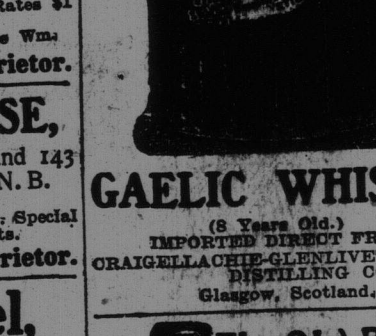 Rates $1
Wm.
rietor.
SE,
and 143
N. B.
Special
ts.
rietor.
el,
GAELIC WHIS
(8 Years Old.)
IMPORTED DIRECT FR
CRAIGELLACHIE-GLENLIVE
DISTILLING C
Glasgow, Scotland.